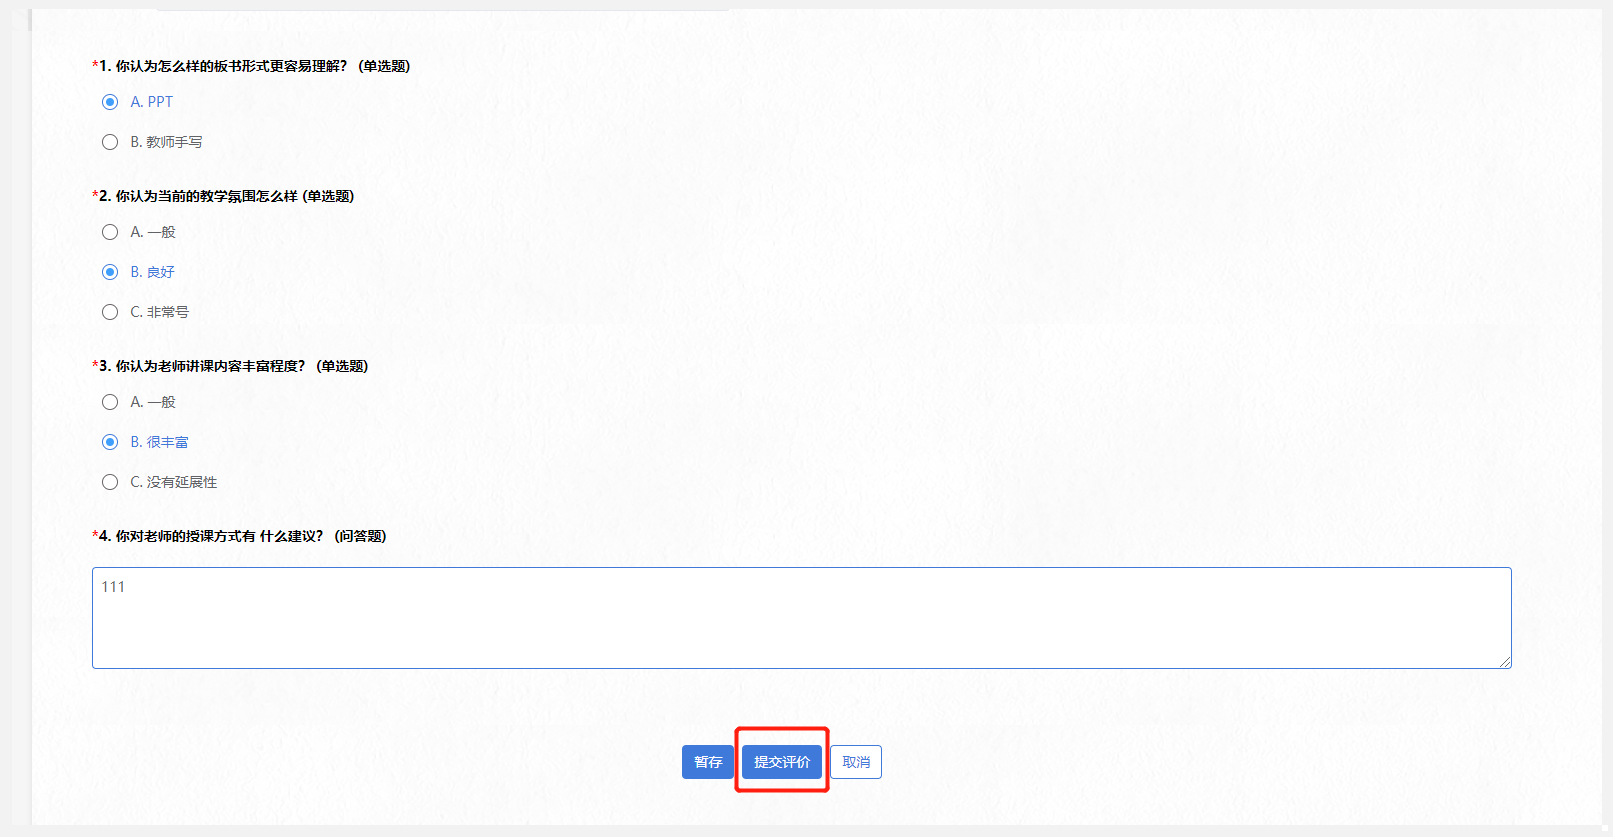 *1. 你认为怎么样的板书形式更容易理解？ (单选题)
A. PPT
B. 教师手写
*2. 你认为当前的教学氛围怎么样 (单选题)
A. 一般
B. 良好
C. 非常号
*3. 你认为老师讲课内容丰富程度？ (单选题)
A. 一般
B. 很丰富
C. 没有延展性
*4. 你对老师的授课方式有 什么建议？ (问答题)
111
暂存 提交评价 取消